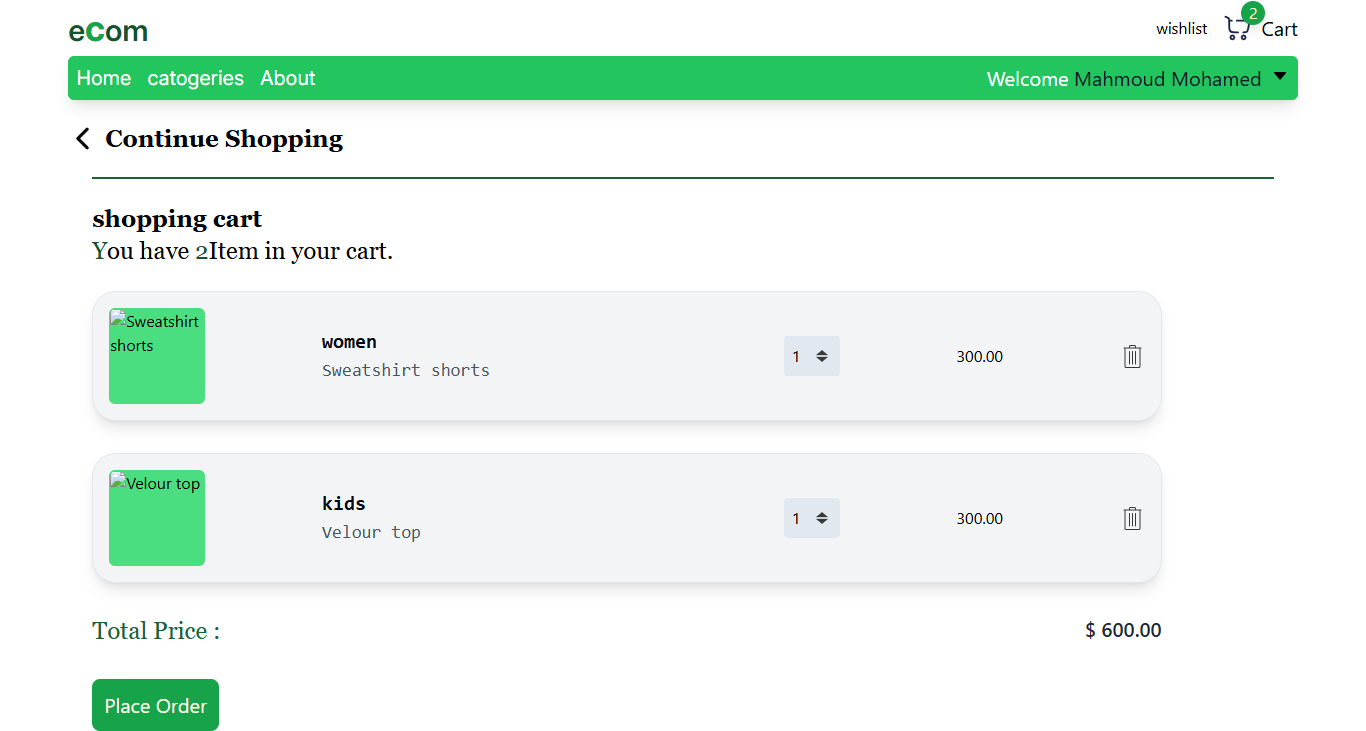 eCom
wishlist
2
Cart
Home catogeries About
Welcome Mahmoud Mohamed
Continue Shopping
shopping cart
You have 2Item in your cart.
Sweatshirt
shorts
women
Sweatshirt shorts
1
300.00
Velour top
kids
Velour top
1
300.00
Total Price :
$ 600.00
Place Order